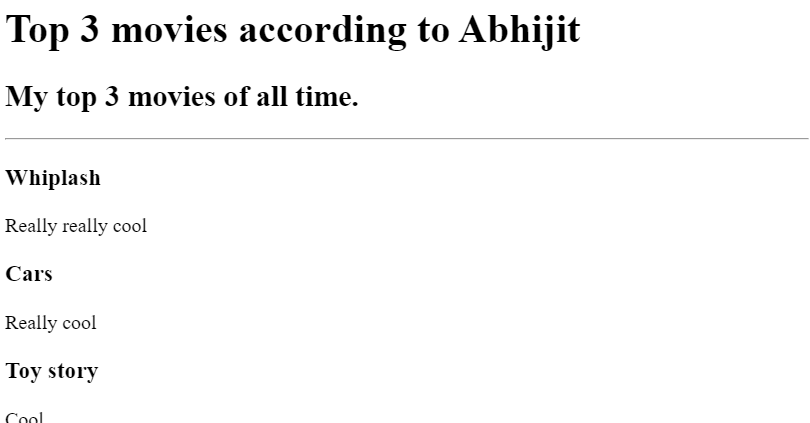 Top 3 movies according to Abhijit
My top 3 movies of all time.
Whiplash
Really really cool
Cars
Really cool
Toy story
Cool